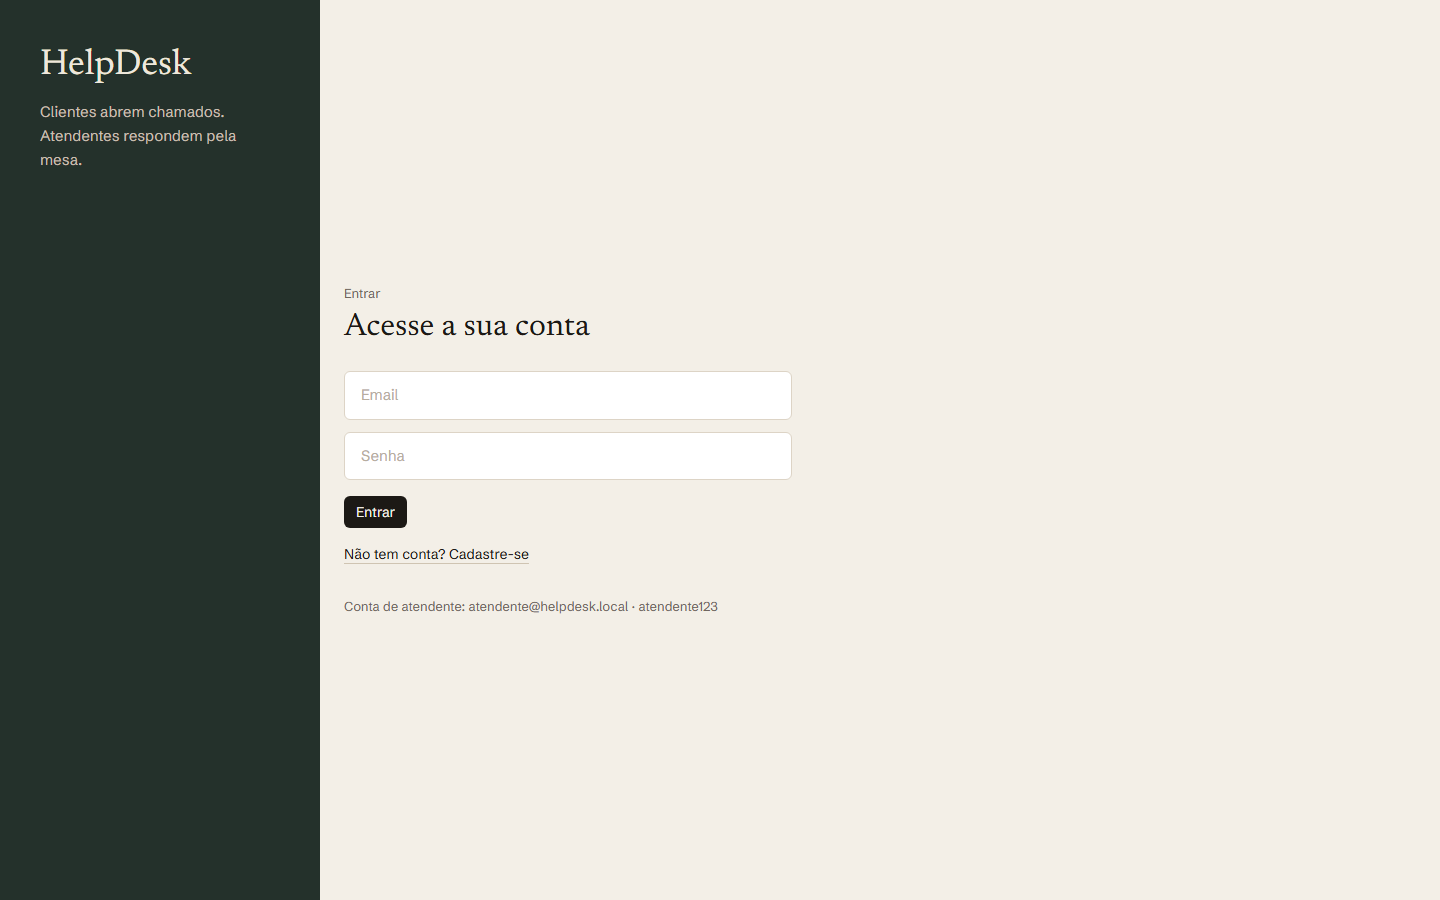 HelpDesk
Clientes abrem chamados.
Atendentes respondem pela
mesa.
Entrar
Acesse a sua conta
Email
Senha
Entrar
Não tem conta? Cadastre-se
Conta de atendente: atendente@helpdesk.local · atendente123